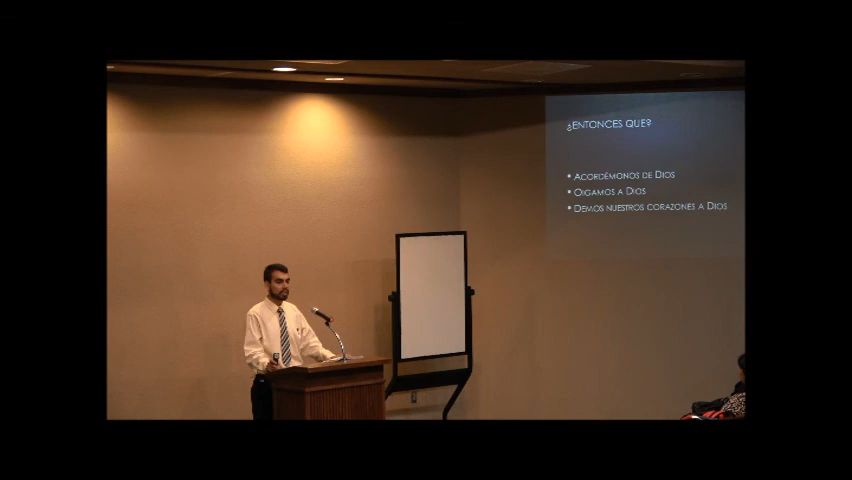 ¿ENTONCES QUE?
▪ ACORDÉMONOS DE DIOS
▪ OIGAMOS A DIOS
▪ DEMOS NUESTROS CORAZONES A DIOS